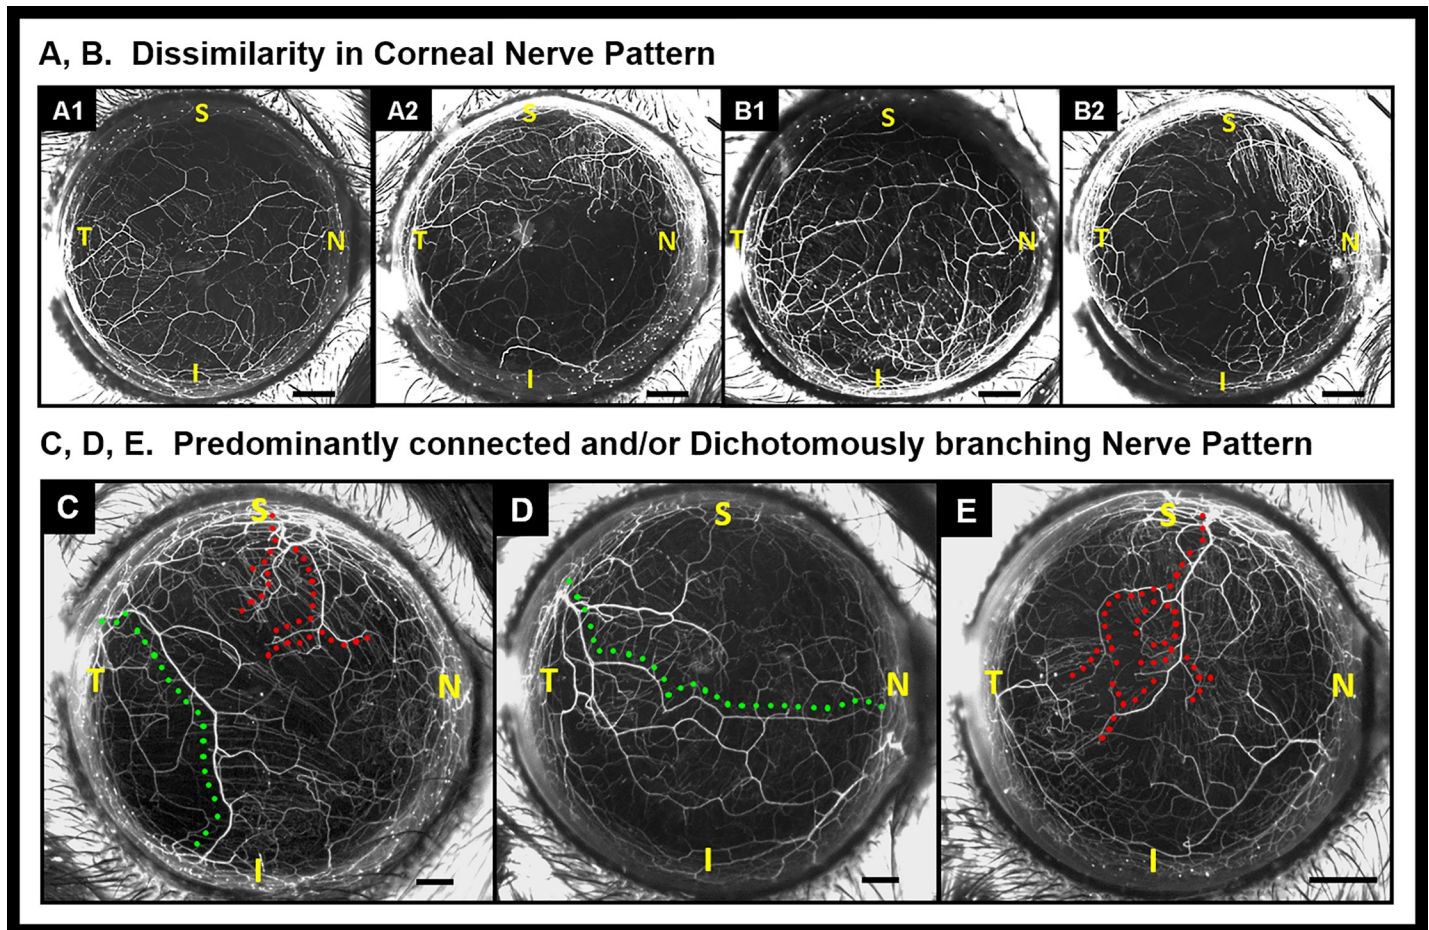 A, B. Dissimilarity in Corneal Nerve Pattern
A1
S
T
N
I
A2
S
T
N
I
B1
S
T
N
I
B2
S
T
N
I
C, D, E. Predominantly connected and/or Dichotomously branching Nerve Pattern
C
S
T
N
I
D
S
T
N
I
E
S
T
N
I